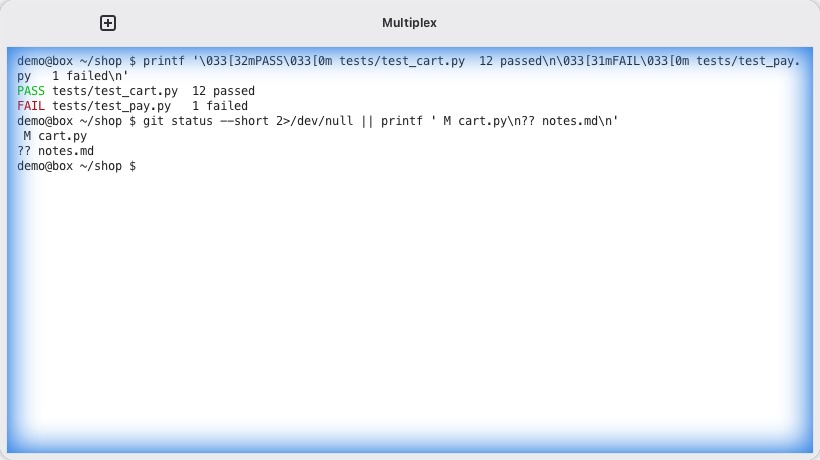 Multiplex
demo@box ~/shop $ printf '\033[32mPASS\033[0m tests/test_cart.py  12 passed\n\033[31mFAIL\033[0m tests/test_pay.
py   1 failed\n'
PASS tests/test_cart.py  12 passed
FAIL tests/test_pay.py   1 failed
demo@box ~/shop $ git status --short 2>/dev/null || printf ' M cart.py\n?? notes.md\n'
 M cart.py
?? notes.md
demo@box ~/shop $